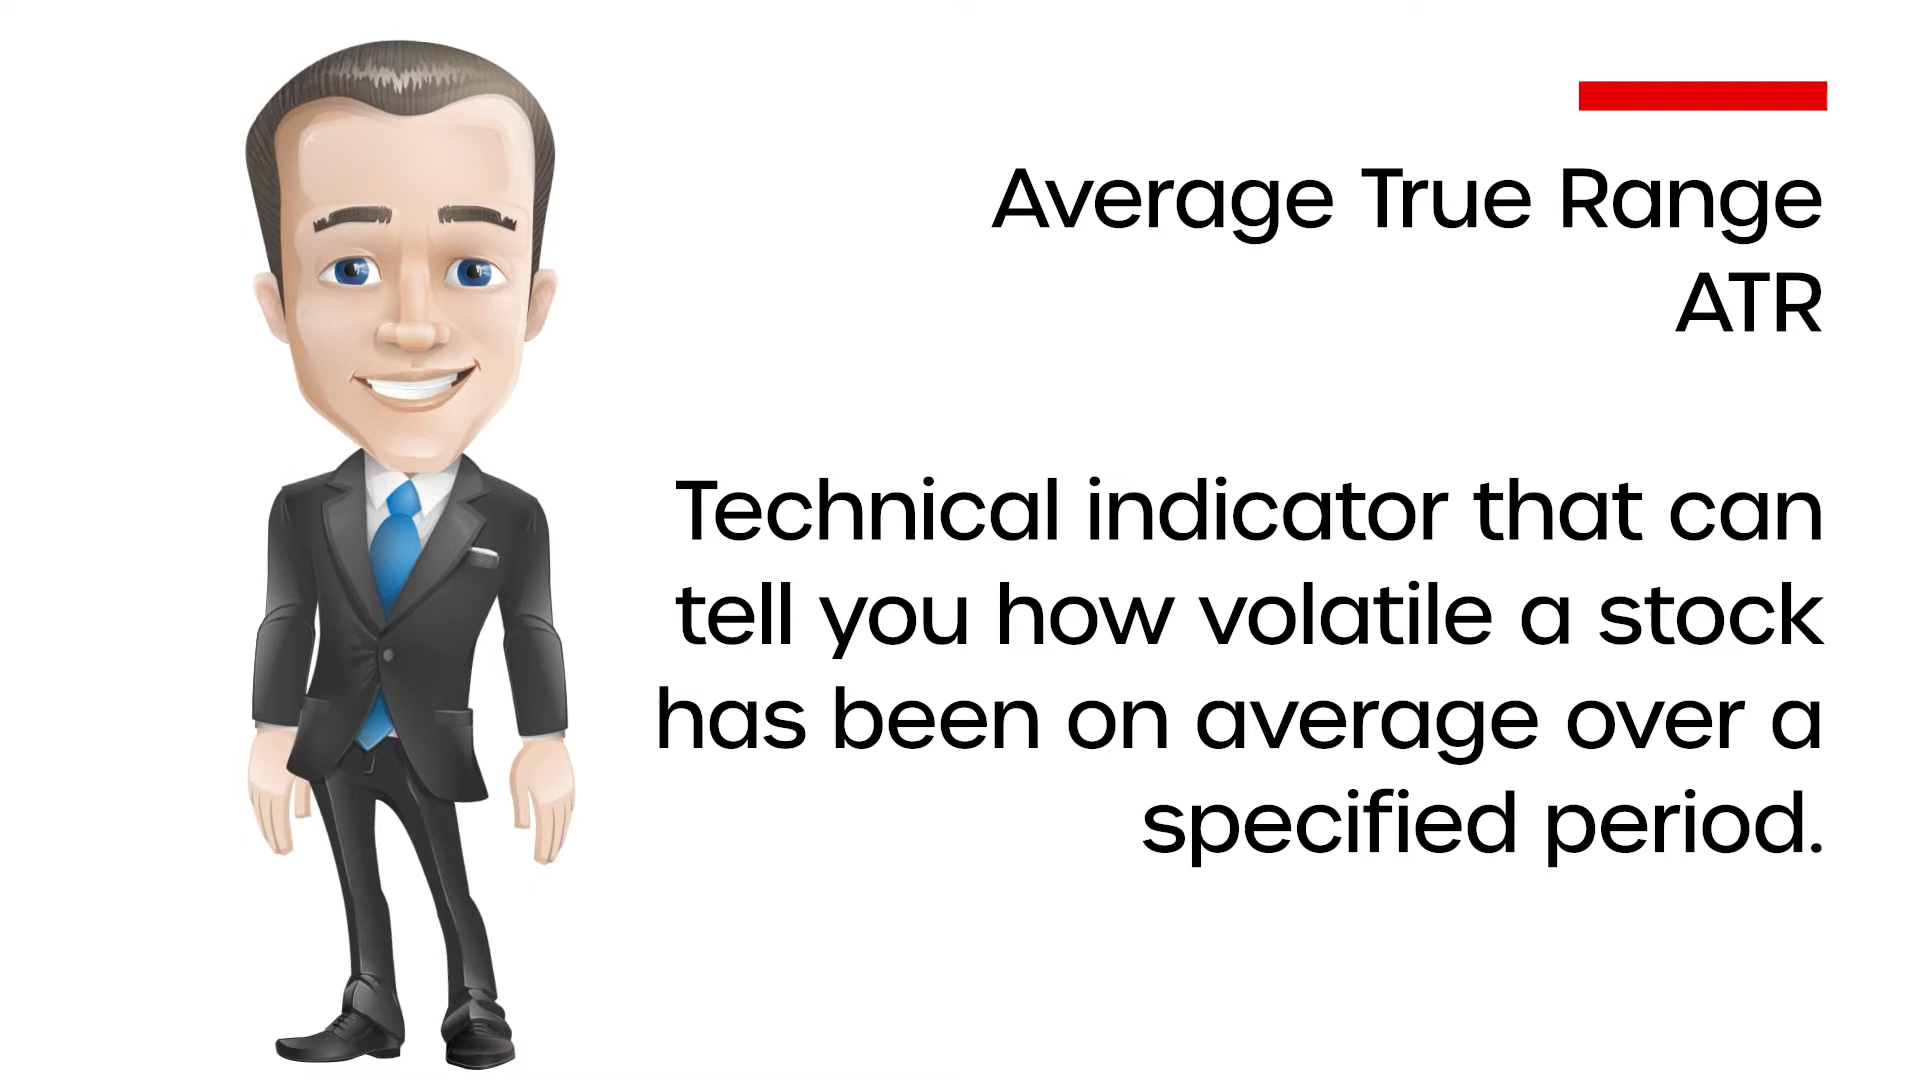 Average True Range
ATR
Technical indicator that can
tell you how volatile a stock
has been on average over a
specified period.